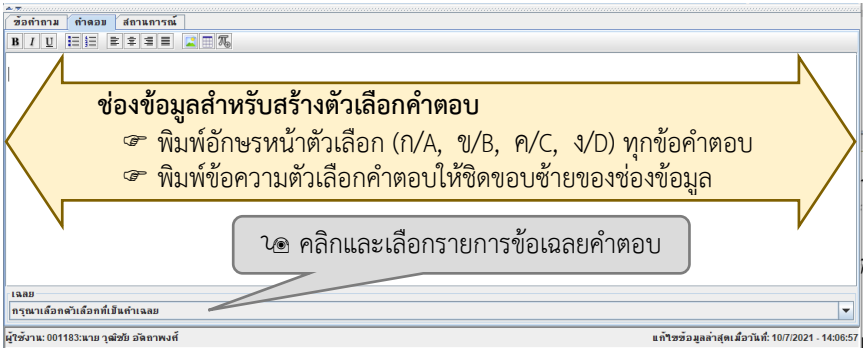 ข้อคำถาม คำตอบ สถานการณ์
B I U
ช่องข้อมูลสำหรับสร้างตัวเลือกคำตอบ
☞ พิมพ์อักษรหน้าตัวเลือก (ก/A, ข/B, ค/C, ง/D) ทุกข้อคำตอบ
☞ พิมพ์ข้อความตัวเลือกคำตอบให้ชิดขอบซ้ายของช่องข้อมูล
คลิกและเลือกรายการข้อเฉลยคำตอบ
เฉลย
กรุณาเลือกตัวเลือกที่เป็นคำเฉลย
ผู้ใช้งาน: 001183:นาย วุฒิชัย อัตถาพงศ์
แก้ไขข้อมูลล่าสุดเมื่อวันที่: 10/7/2021 - 14:06:57